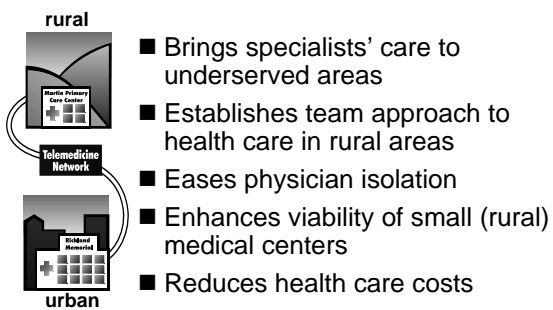 rural
Martin Primary
Care Center
Telemedicine
Network
Richland
Memorial
urban
■ Brings specialists’ care to
underserved areas
■ Establishes team approach to
health care in rural areas
■ Eases physician isolation
■ Enhances viability of small (rural)
medical centers
■ Reduces health care costs